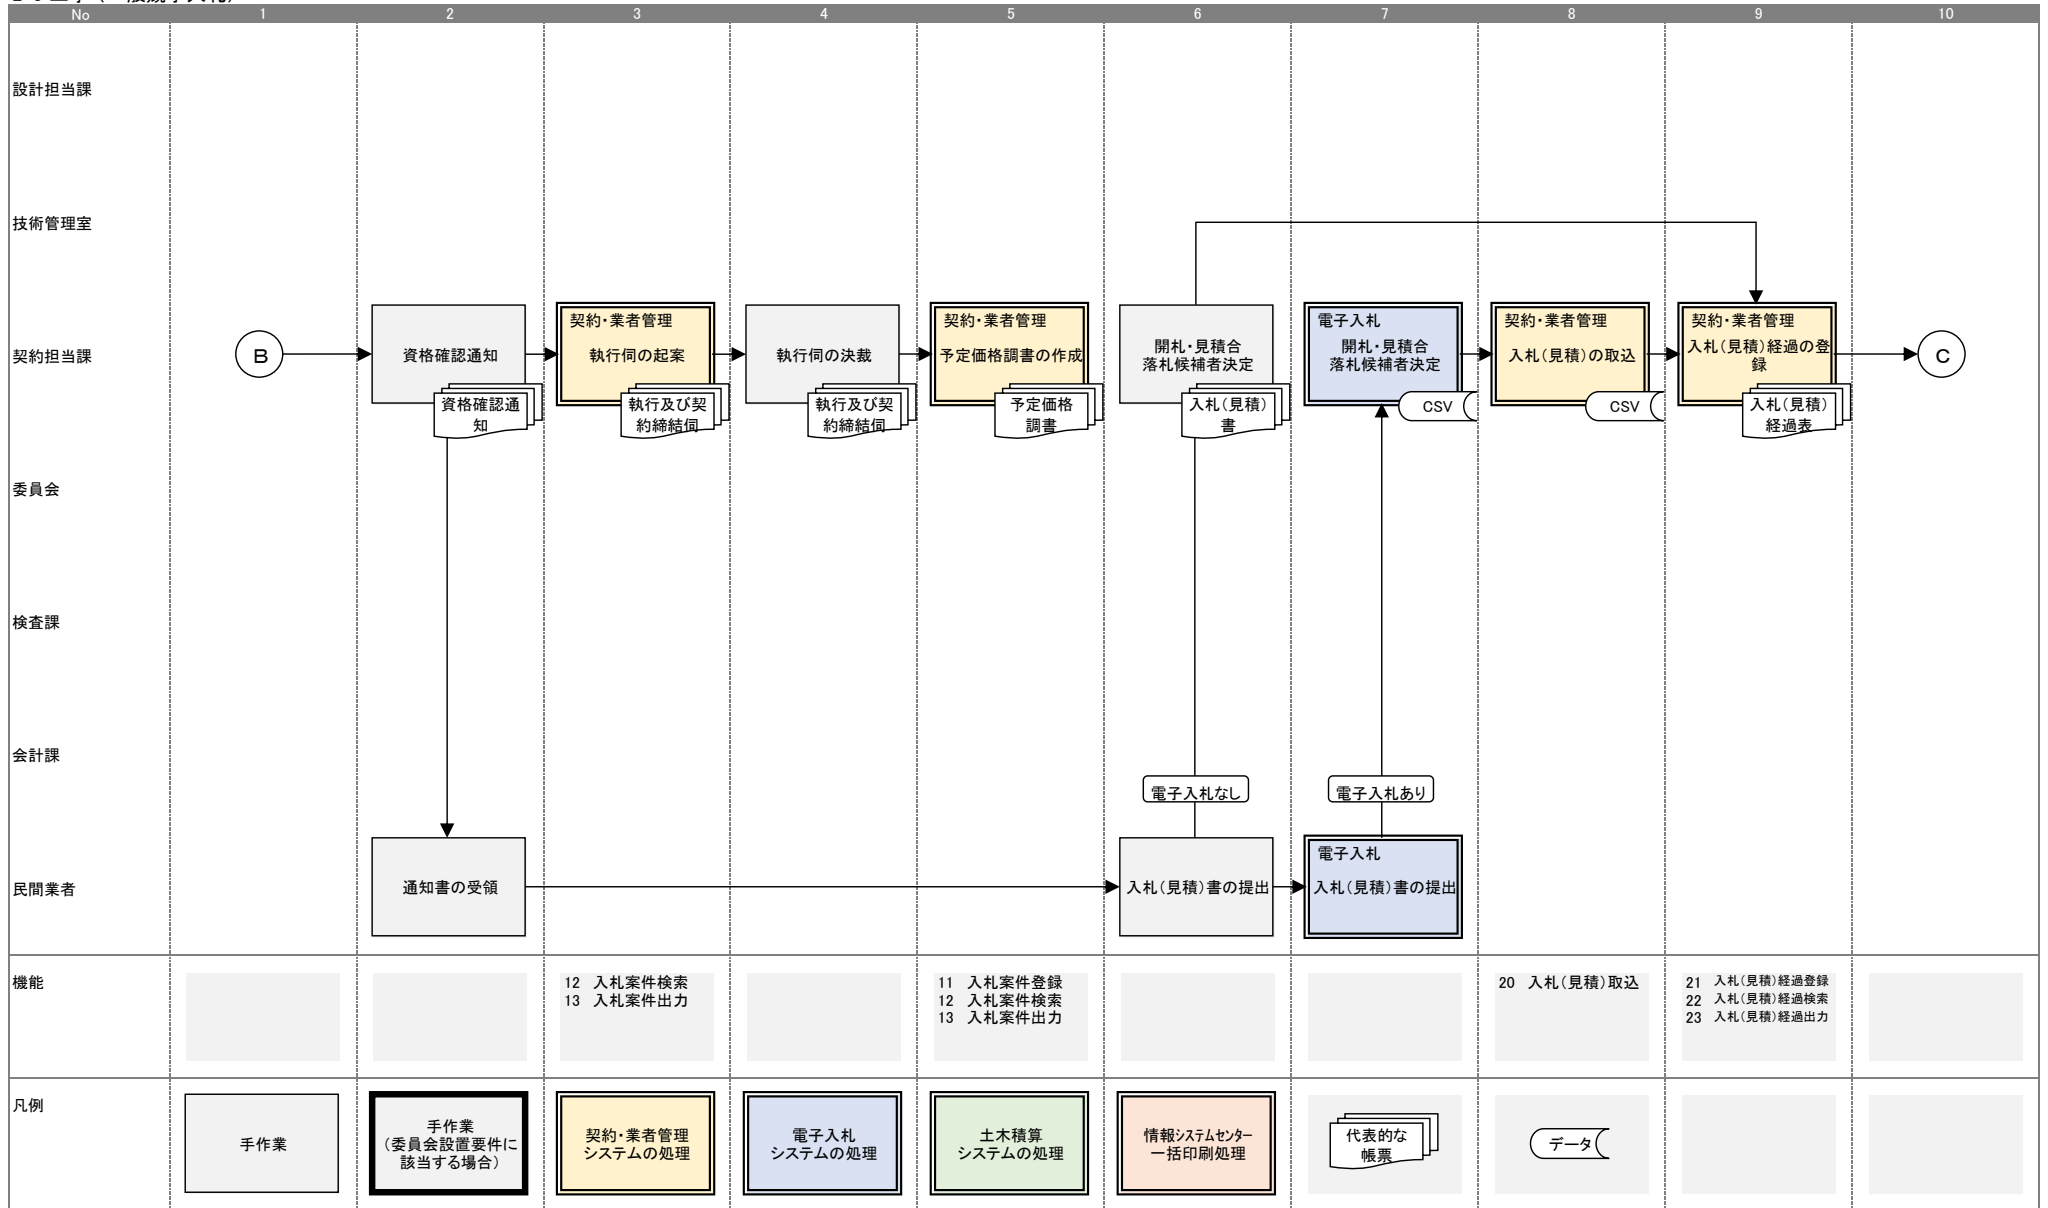 No 1 2 3 4 5 6 7 8 9 10
設計担当課
技術管理室
契約担当課
B
資格確認通知
資格確認通
知
契約・業者管理
執行伺の起案
執行及び契
約締結伺
執行伺の決裁
執行及び契
約締結伺
契約・業者管理
予定価格調書の作成
予定価格
調書
開札・見積合
落札候補者決定
入札(見積)
書
電子入札
開札・見積合
落札候補者決定
CSV
契約・業者管理
入札(見積)の取込
CSV
契約・業者管理
入札(見積)経過の登
録
入札(見積)
経過表
C
委員会
検査課
会計課
電子入札なし
電子入札あり
民間業者
通知書の受領
入札(見積)書の提出
電子入札
入札(見積)書の提出
機能
12 入札案件検索
13 入札案件出力
11 入札案件登録
12 入札案件検索
13 入札案件出力
20 入札(見積)取込
21 入札(見積)経過登録
22 入札(見積)経過検索
23 入札(見積)経過出力
凡例
手作業
手作業
(委員会設置要件に
該当する場合)
契約・業者管理
システムの処理
電子入札
システムの処理
土木積算
システムの処理
情報システムセンター
一括印刷処理
代表的な
帳票
データ